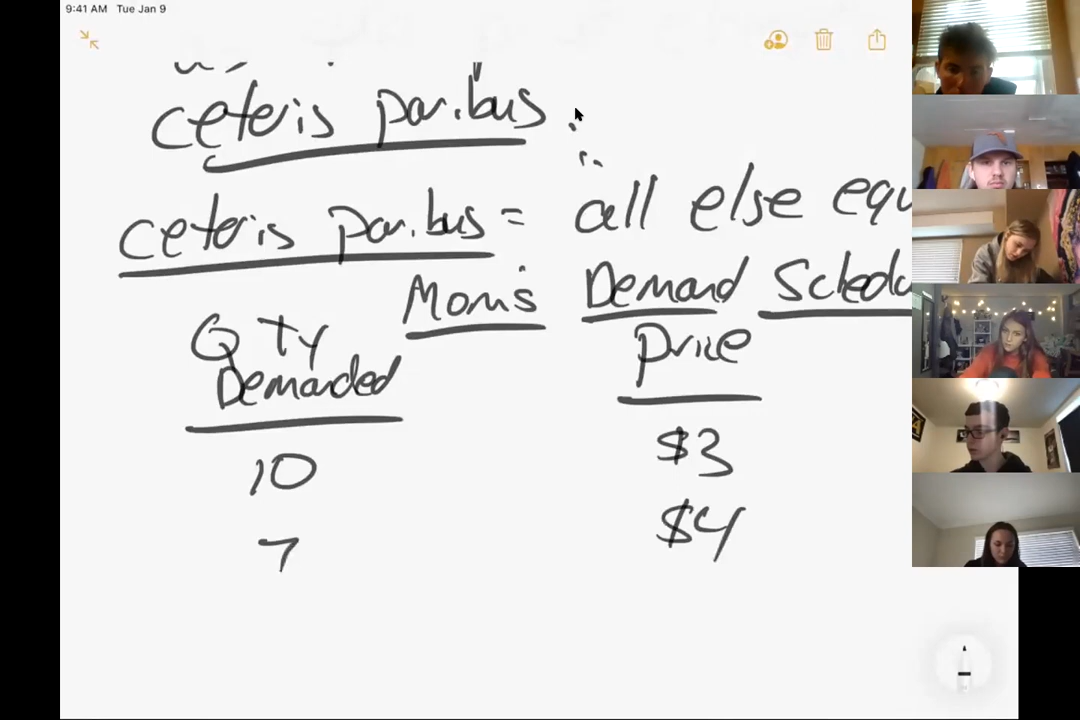 9:41 AM Tue Jan 9
ceteris paribus
ceteris paribus = all else equ
Mom's Demand Schedu
Qty Price
Demanded
10 $3
7 $4